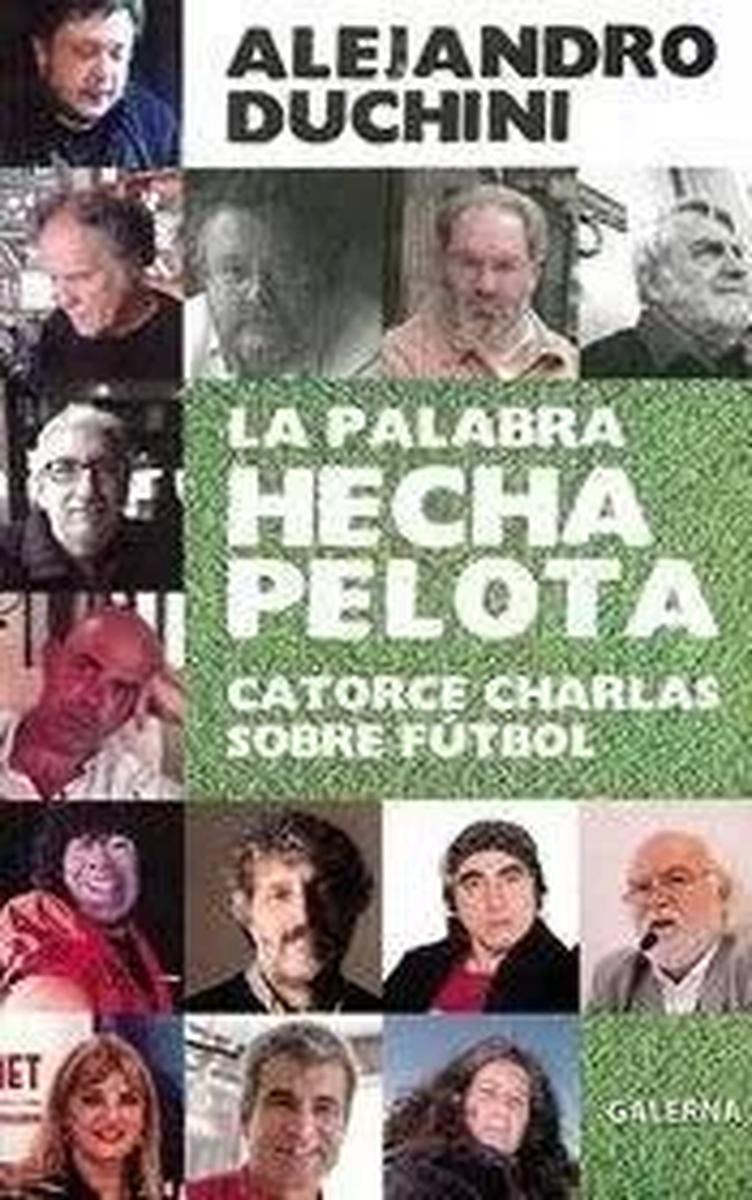 ALEJANDRO
DUCHINI
LA PALABRA
HECHA
PELOTA
CATORCE CHARLAS
SOBRE FÚTBOL
GALERNA